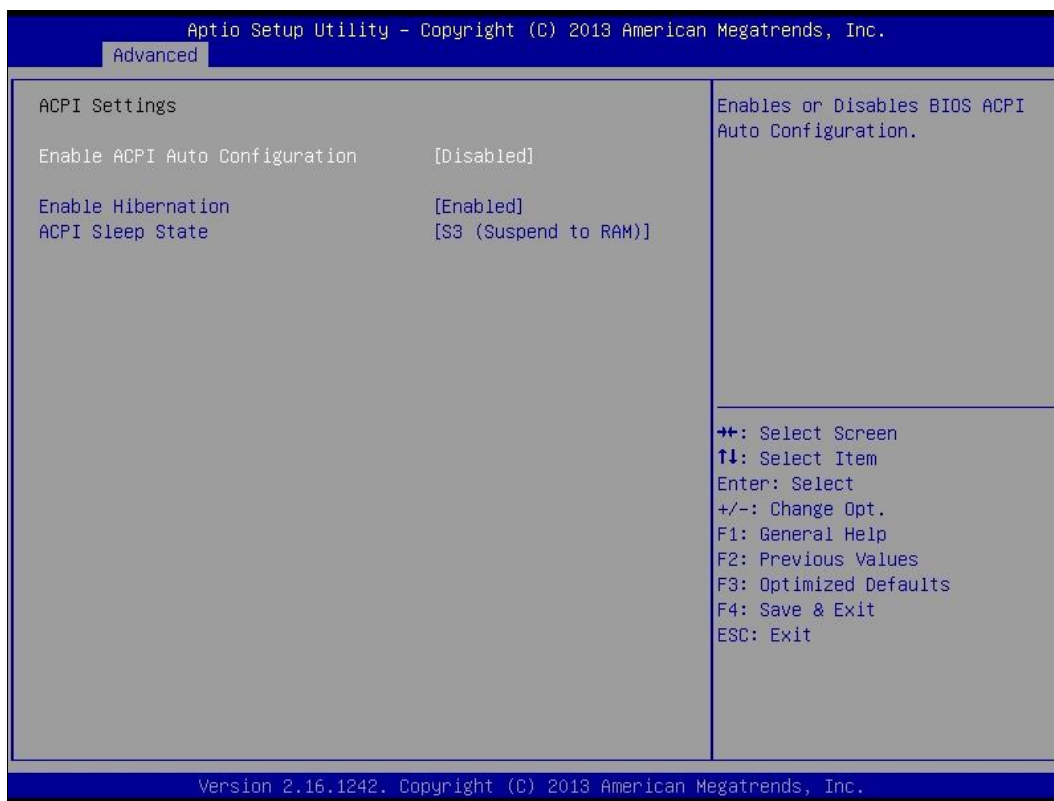 Aptio Setup Utility – Copyright (C) 2013 American Megatrends, Inc.
Advanced
ACPI Settings
Enable ACPI Auto Configuration [Disabled]
Enable Hibernation [Enabled]
ACPI Sleep State [S3 (Suspend to RAM)]
Enables or Disables BIOS ACPI
Auto Configuration.
→←: Select Screen
↑↓: Select Item
Enter: Select
+/-: Change Opt.
F1: General Help
F2: Previous Values
F3: Optimized Defaults
F4: Save & Exit
ESC: Exit
Version 2.16.1242. Copyright (C) 2013 American Megatrends, Inc.